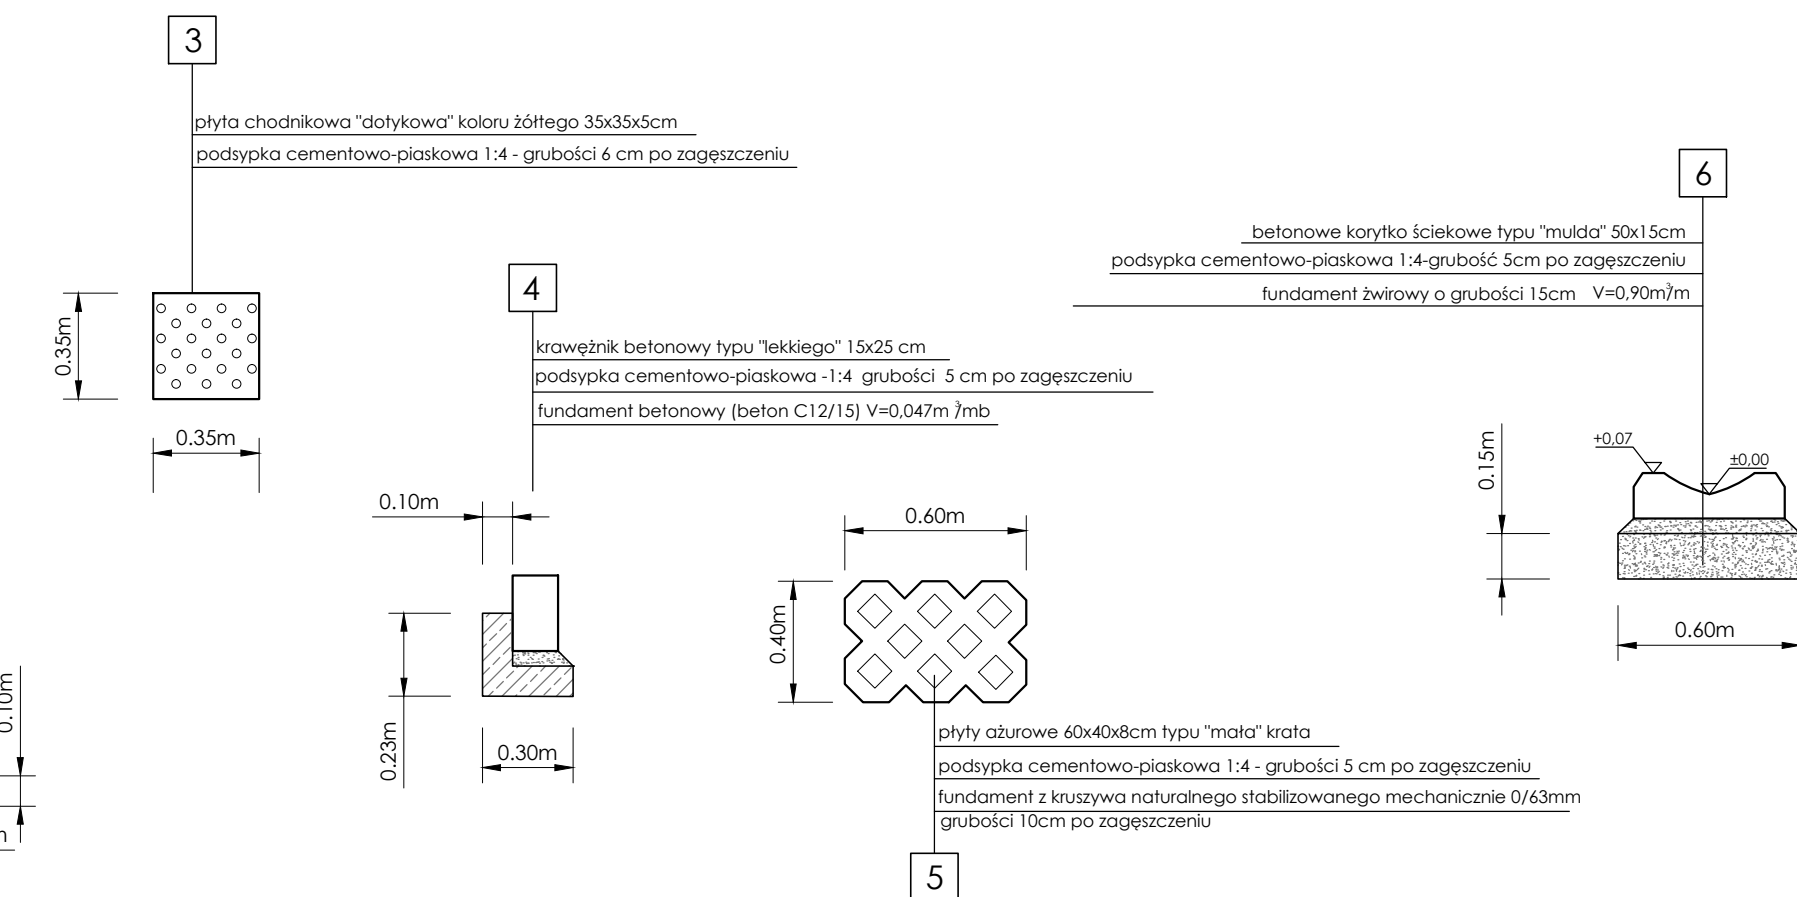 3
płyta chodnikowa "dotykowa" koloru żółtego 35x35x5cm
podsypka cementowo-piaskowa 1:4 - grubości 6 cm po zagęszczeniu
0.35m
0.35m
4
krawężnik betonowy typu "lekkiego" 15x25 cm
podsypka cementowo-piaskowa -1:4 grubości 5 cm po zagęszczeniu
fundament betonowy (beton C12/15) V=0,047m³/mb
0.10m
0.23m
0.30m
0.10m
m
0.60m
0.40m
płyty ażurowe 60x40x8cm typu "mała" krata
podsypka cementowo-piaskowa 1:4 - grubości 5 cm po zagęszczeniu
fundament z kruszywa naturalnego stabilizowanego mechanicznie 0/63mm
grubości 10cm po zagęszczeniu
5
6
betonowe korytko ściekowe typu "mulda" 50x15cm
podsypka cementowo-piaskowa 1:4-grubość 5cm po zagęszczeniu
fundament żwirowy o grubości 15cm V=0,90m³/m
0.15m
+0,07
±0,00
0.60m